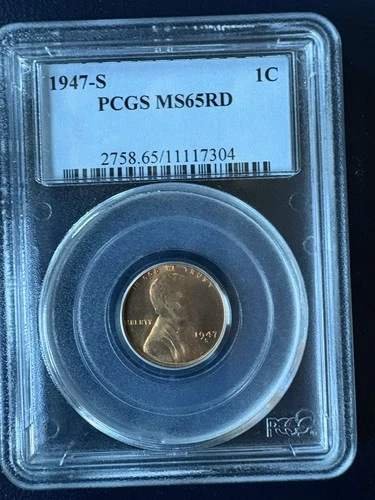 1947-S 1C
PCGS MS65RD
2758.65/11117304
IN GOD WE TRUST
LIBERTY
1947
S
PCGS